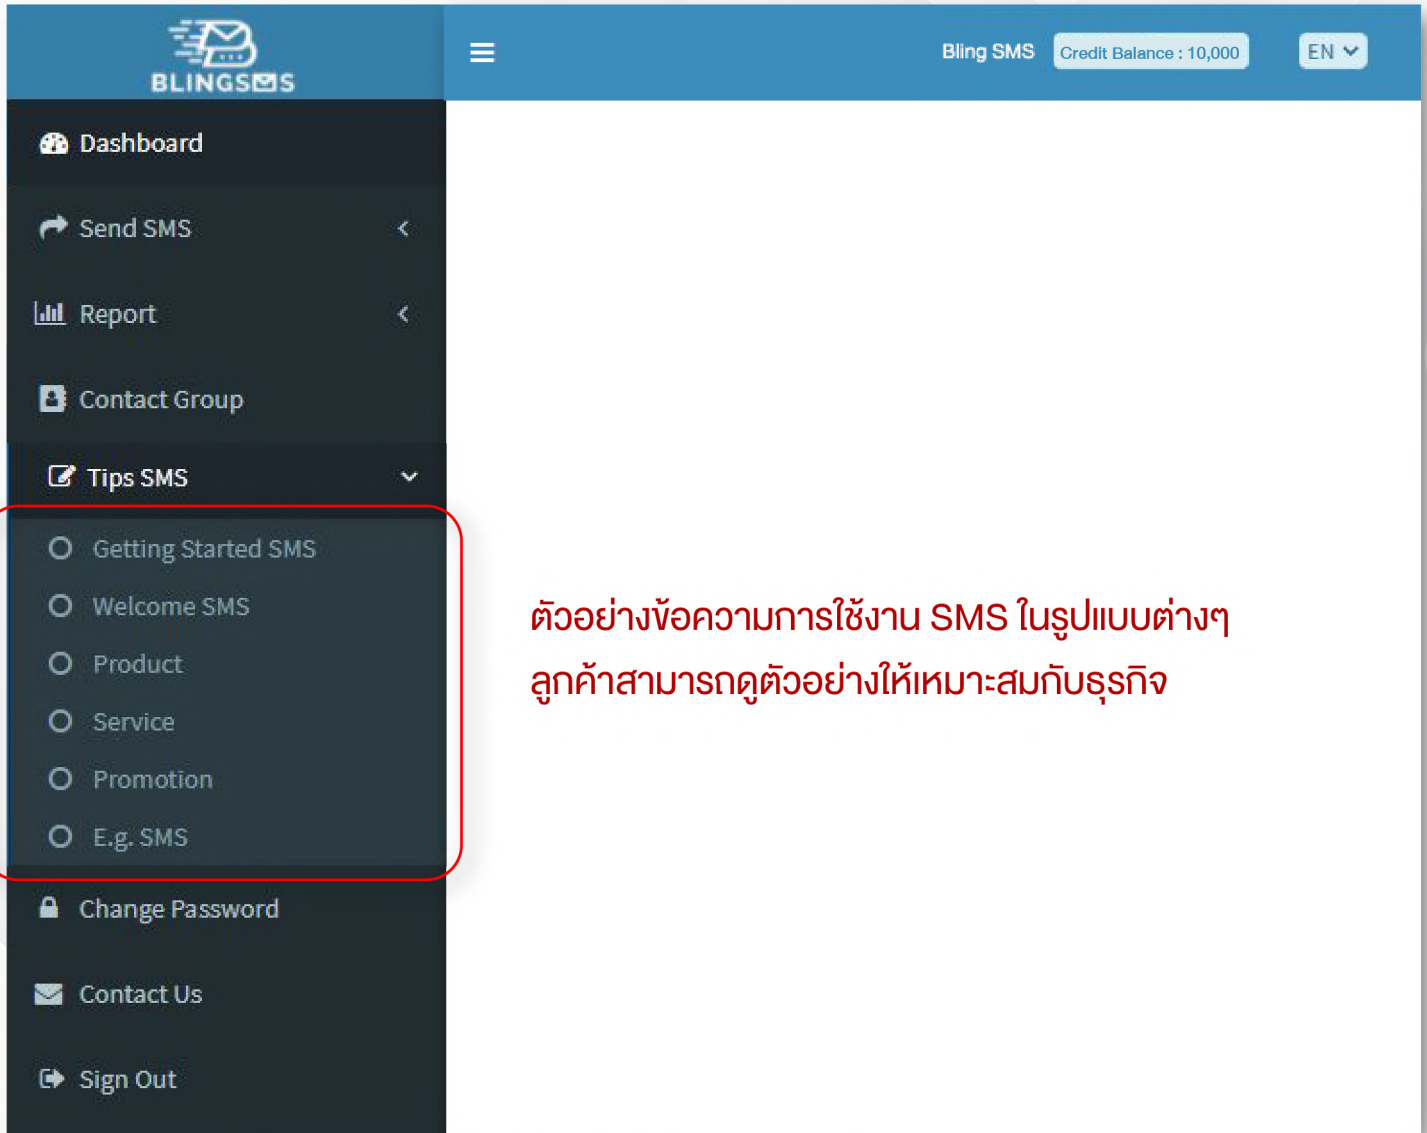 BLINGSMS
Bling SMS
Credit Balance : 10,000
EN
Dashboard
Send SMS
Report
Contact Group
Tips SMS
Getting Started SMS
Welcome SMS
Product
Service
Promotion
E.g. SMS
ตัวอย่างข้อความการใช้งาน SMS ในรูปแบบต่างๆ
ลูกค้าสามารถดูตัวอย่างให้เหมาะสมกับธุรกิจ
Change Password
Contact Us
Sign Out